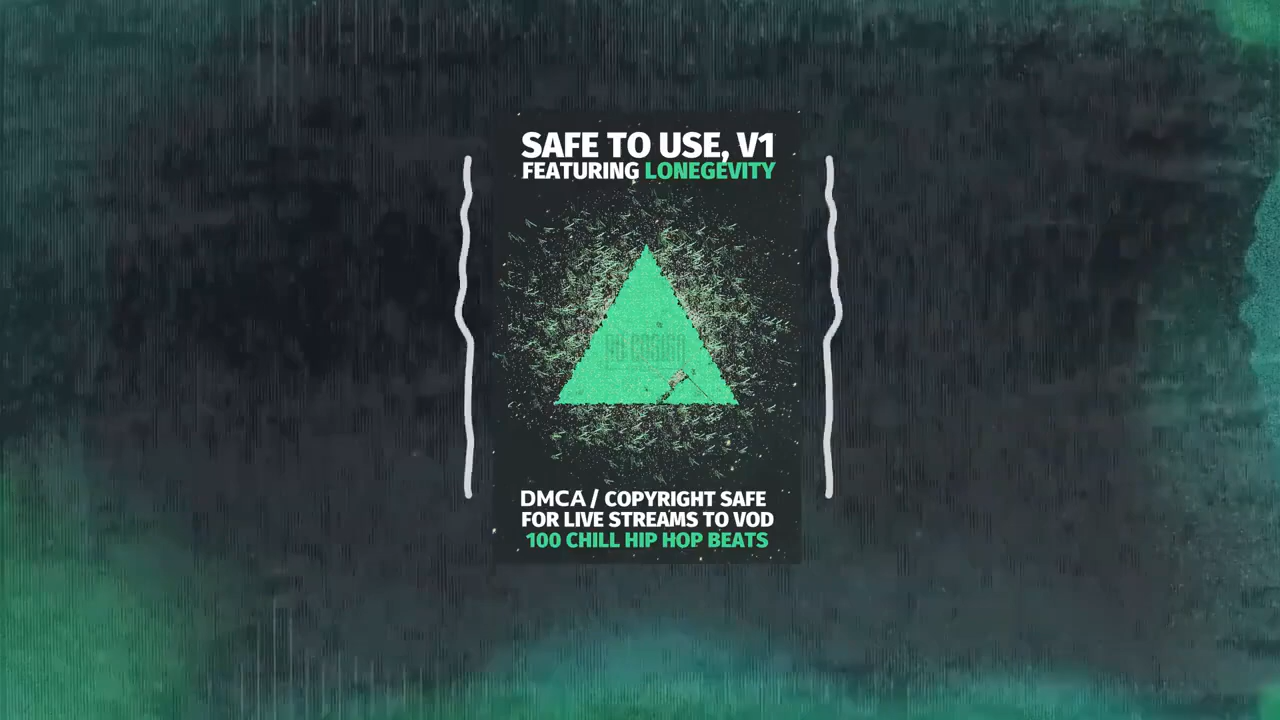 SAFE TO USE, V1
FEATURING LONEGEVITY
DMCA / COPYRIGHT SAFE
FOR LIVE STREAMS TO VOD
100 CHILL HIP HOP BEATS